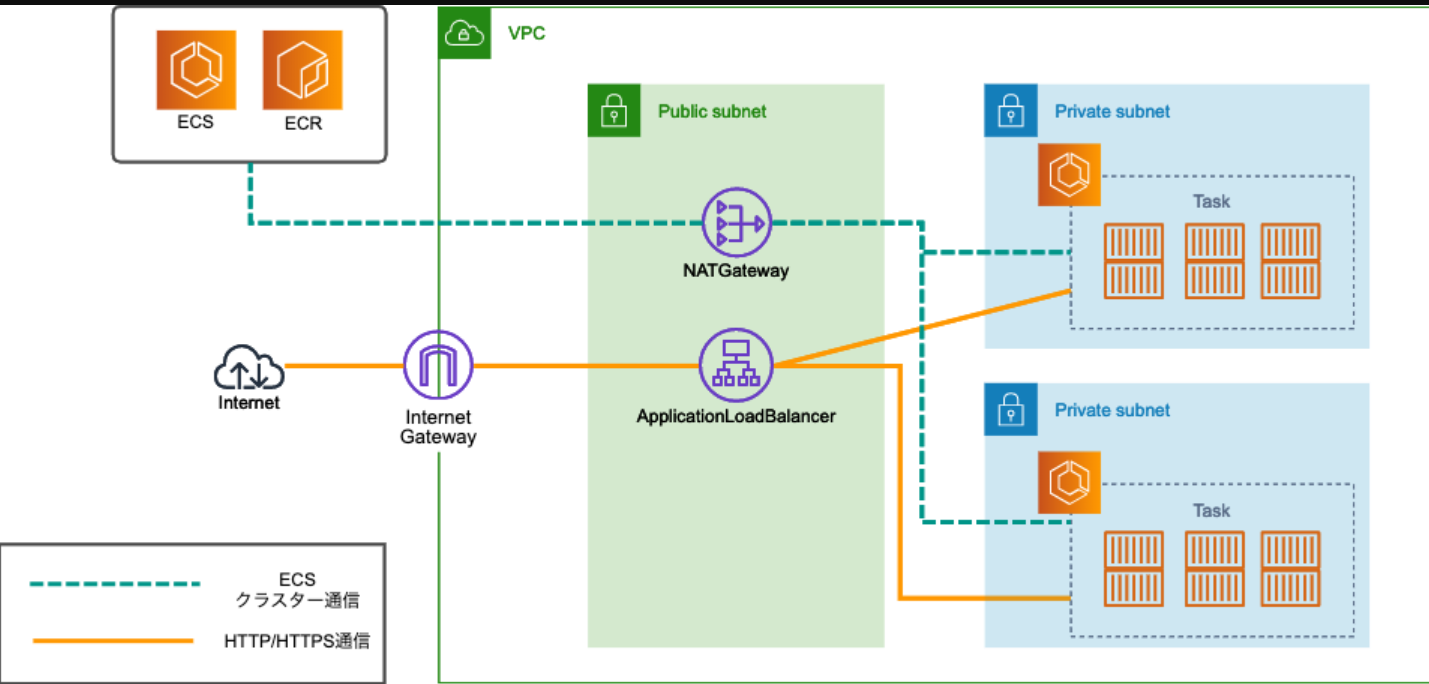 ECS
ECR
VPC
Public subnet
Private subnet
Task
NATGateway
Internet
Internet
Gateway
ApplicationLoadBalancer
Private subnet
Task
ECS
クラスター通信
HTTP/HTTPS通信